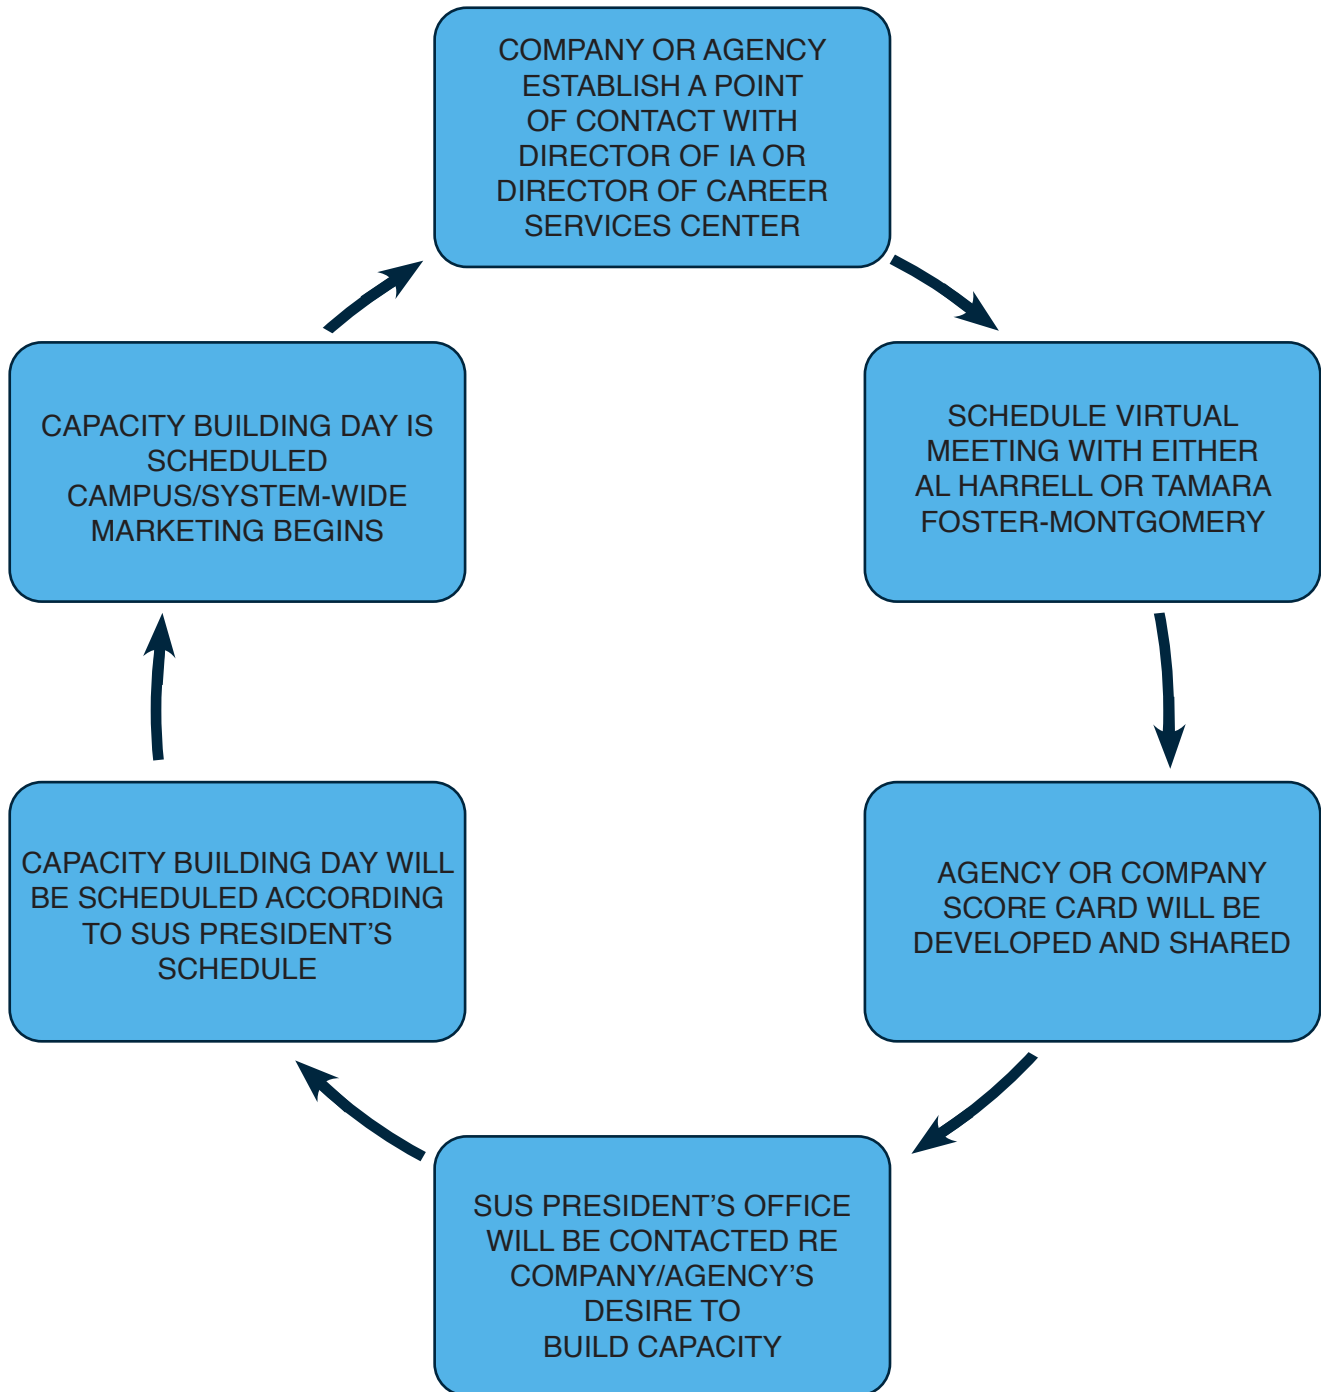 COMPANY OR AGENCY
ESTABLISH A POINT
OF CONTACT WITH
DIRECTOR OF IA OR
DIRECTOR OF CAREER
SERVICES CENTER
SCHEDULE VIRTUAL
MEETING WITH EITHER
AL HARRELL OR TAMARA
FOSTER-MONTGOMERY
AGENCY OR COMPANY
SCORE CARD WILL BE
DEVELOPED AND SHARED
SUS PRESIDENT’S OFFICE
WILL BE CONTACTED RE
COMPANY/AGENCY’S
DESIRE TO
BUILD CAPACITY
CAPACITY BUILDING DAY WILL
BE SCHEDULED ACCORDING
TO SUS PRESIDENT’S
SCHEDULE
CAPACITY BUILDING DAY IS
SCHEDULED
CAMPUS/SYSTEM-WIDE
MARKETING BEGINS